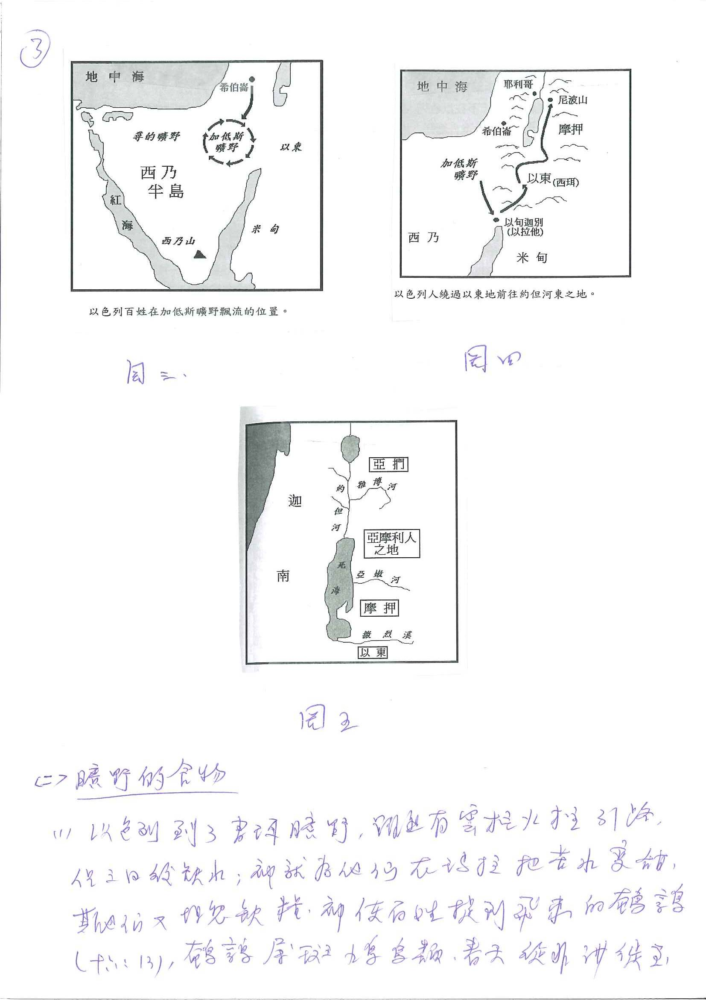 ③
地中海
希伯崙
尋的曠野
加低斯
曠野
以東
西乃
半島
紅
海
西乃山
米甸
以色列百姓在加低斯曠野飄流的位置。
地中海
耶利哥
尼波山
希伯崙
摩押
加低斯
曠野
以東(西珥)
以旬迦別
(以拉他)
西乃
米甸
以色列人繞過以東地前往約但河東之地。
图三.
图四
亞捫
雅博河
約
但
河
迦
南
亞摩利人
之地
死
海
亞嫩河
摩押
撒烈溪
以東
图五
(二)曠野的食物
(1) 以色列到了書珥曠野,雖然有雲柱火柱引路,
但三日後缺水;神就為他們在瑪拉把苦水變甜,
其他们又埋怨缺糧.神使百姓捉到飛來的鵪鶉
(十六:13),鵪鶉屬斑鳩鳥類.春天從非洲